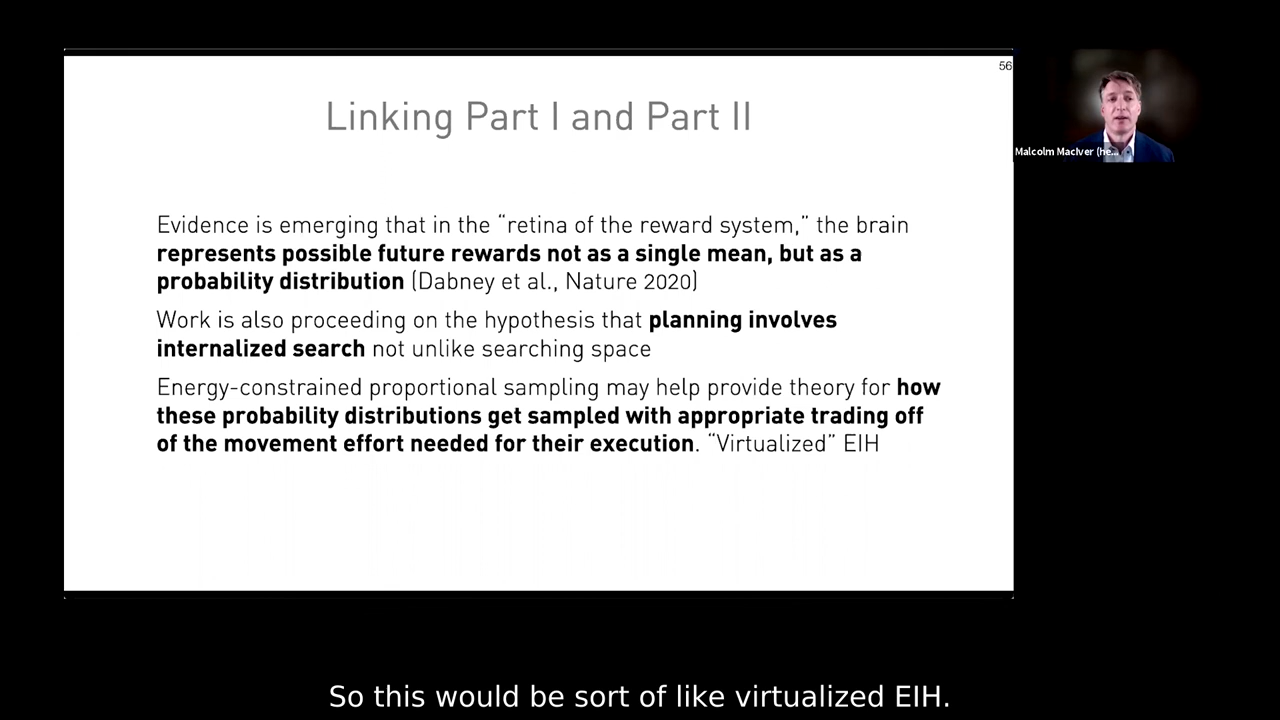 56
Linking Part I and Part II
Malcolm MacIver (he...
Evidence is emerging that in the “retina of the reward system,” the brain
represents possible future rewards not as a single mean, but as a
probability distribution (Dabney et al., Nature 2020)
Work is also proceeding on the hypothesis that planning involves
internalized search not unlike searching space
Energy-constrained proportional sampling may help provide theory for how
these probability distributions get sampled with appropriate trading off
of the movement effort needed for their execution. “Virtualized” EIH
So this would be sort of like virtualized EIH.